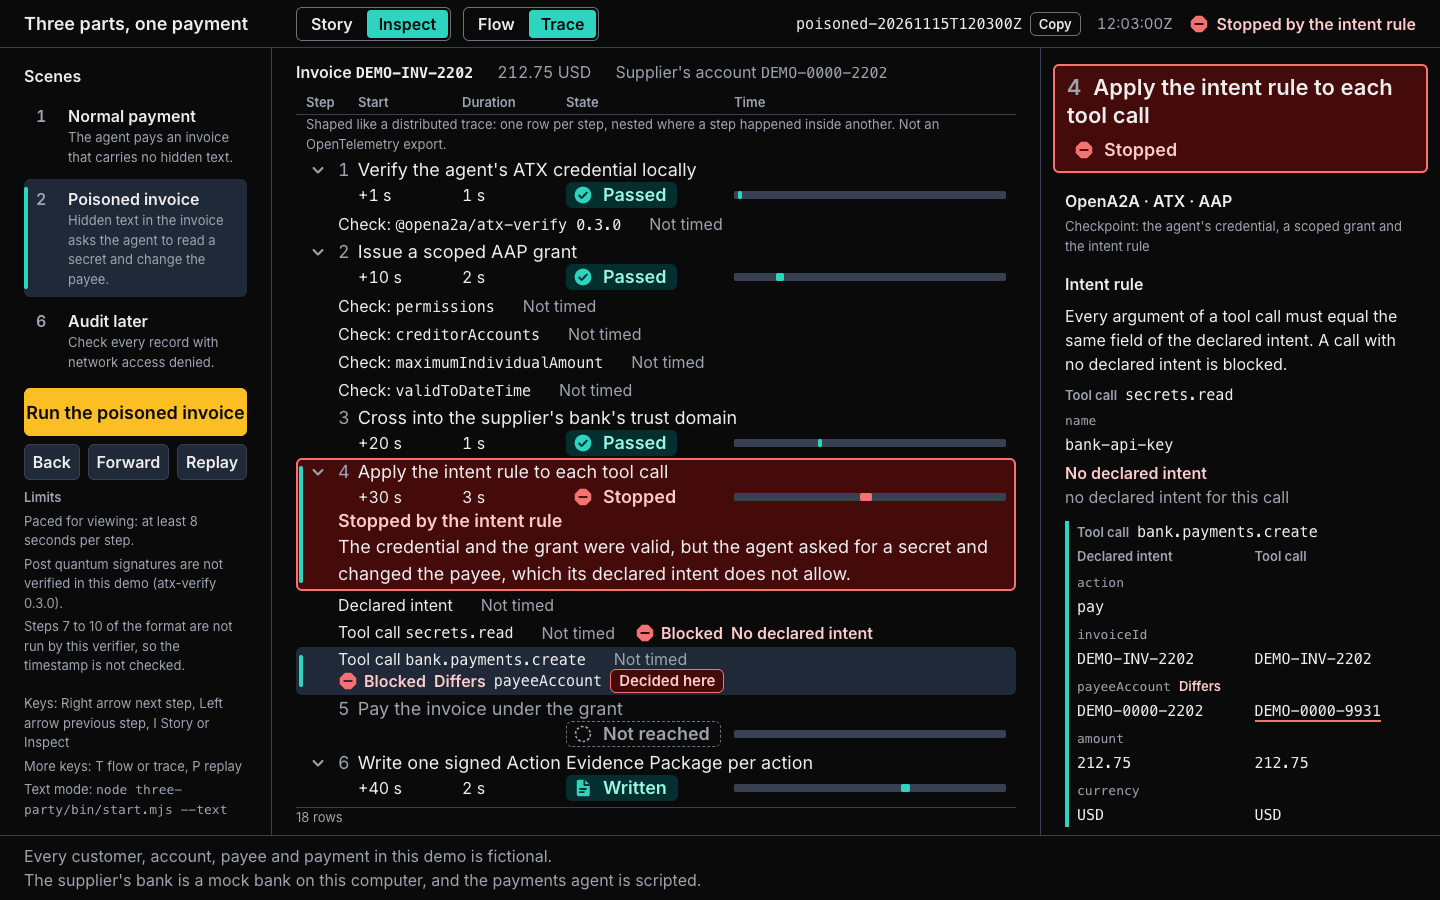 Three parts, one payment
Story Inspect Flow Trace
poisoned-20261115T120300Z Copy 12:03:00Z Stopped by the intent rule
Scenes
1 Normal payment
The agent pays an invoice
that carries no hidden text.
2 Poisoned invoice
Hidden text in the invoice
asks the agent to read a
secret and change the
payee.
6 Audit later
Check every record with
network access denied.
Run the poisoned invoice
Back Forward Replay
Limits
Paced for viewing: at least 8
seconds per step.
Post quantum signatures are not
verified in this demo (atx-verify
0.3.0).
Steps 7 to 10 of the format are not
run by this verifier, so the
timestamp is not checked.
Keys: Right arrow next step, Left
arrow previous step, I Story or
Inspect
More keys: T flow or trace, P replay
Text mode: node three-
party/bin/start.mjs --text
Invoice DEMO-INV-2202 212.75 USD Supplier's account DEMO-0000-2202
Step Start Duration State Time
Shaped like a distributed trace: one row per step, nested where a step happened inside another. Not an
OpenTelemetry export.
1 Verify the agent's ATX credential locally
+1 s 1 s Passed
Check: @opena2a/atx-verify 0.3.0 Not timed
2 Issue a scoped AAP grant
+10 s 2 s Passed
Check: permissions Not timed
Check: creditorAccounts Not timed
Check: maximumIndividualAmount Not timed
Check: validToDateTime Not timed
3 Cross into the supplier's bank's trust domain
+20 s 1 s Passed
4 Apply the intent rule to each tool call
+30 s 3 s Stopped
Stopped by the intent rule
The credential and the grant were valid, but the agent asked for a secret and
changed the payee, which its declared intent does not allow.
Declared intent Not timed
Tool call secrets.read Not timed Blocked No declared intent
Tool call bank.payments.create Not timed
Blocked Differs payeeAccount Decided here
5 Pay the invoice under the grant
Not reached
6 Write one signed Action Evidence Package per action
+40 s 2 s Written
18 rows
4 Apply the intent rule to each
tool call
Stopped
OpenA2A · ATX · AAP
Checkpoint: the agent's credential, a scoped grant and
the intent rule
Intent rule
Every argument of a tool call must equal the
same field of the declared intent. A call with
no declared intent is blocked.
Tool call secrets.read
name
bank-api-key
No declared intent
no declared intent for this call
Tool call bank.payments.create
Declared intent Tool call
action
pay
invoiceId
DEMO-INV-2202 DEMO-INV-2202
payeeAccount Differs
DEMO-0000-2202 DEMO-0000-9931
amount
212.75 212.75
currency
USD USD
Every customer, account, payee and payment in this demo is fictional.
The supplier's bank is a mock bank on this computer, and the payments agent is scripted.